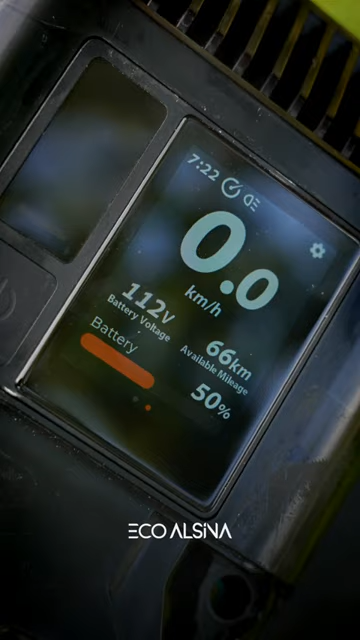 7:22
0.0
km/h
112V
Battery Voltage
66km
Available Mileage
Battery
50%
ECO ALSINA